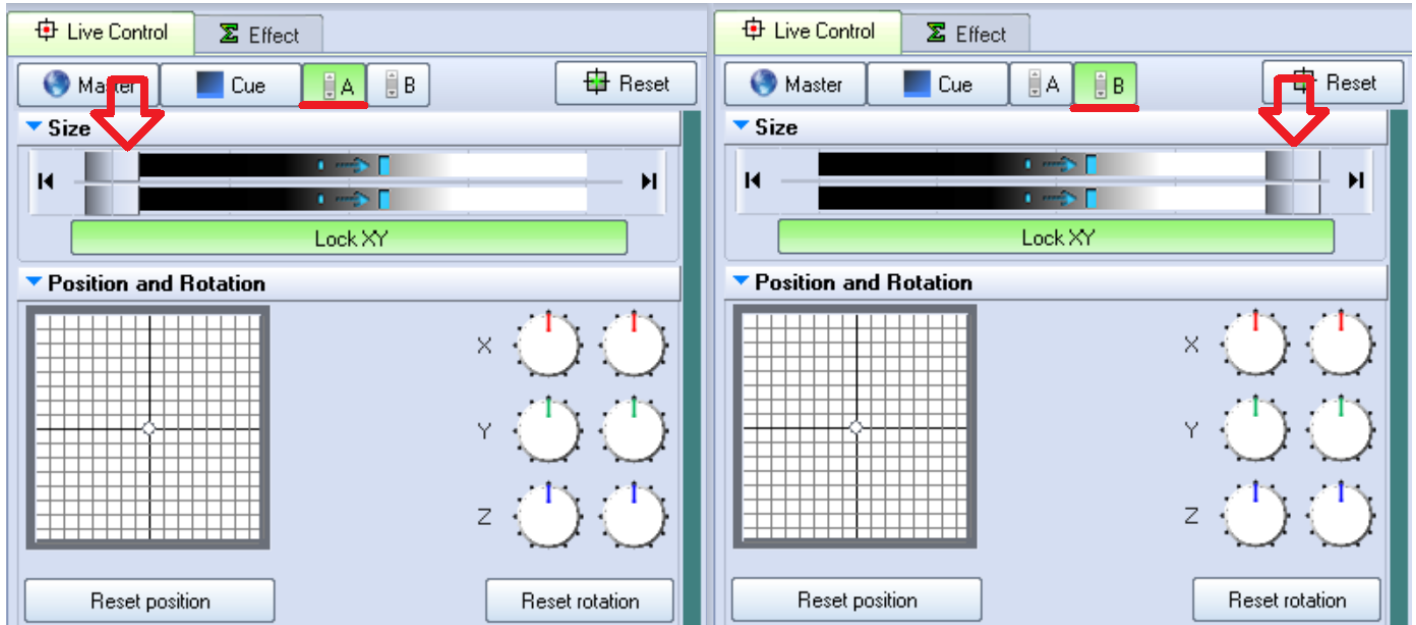 Live Control Effect
Master Cue A B Reset
Size
Lock XY
Position and Rotation
X
Y
Z
Reset position Reset rotation
Live Control Effect
Master Cue A B Reset
Size
Lock XY
Position and Rotation
X
Y
Z
Reset position Reset rotation